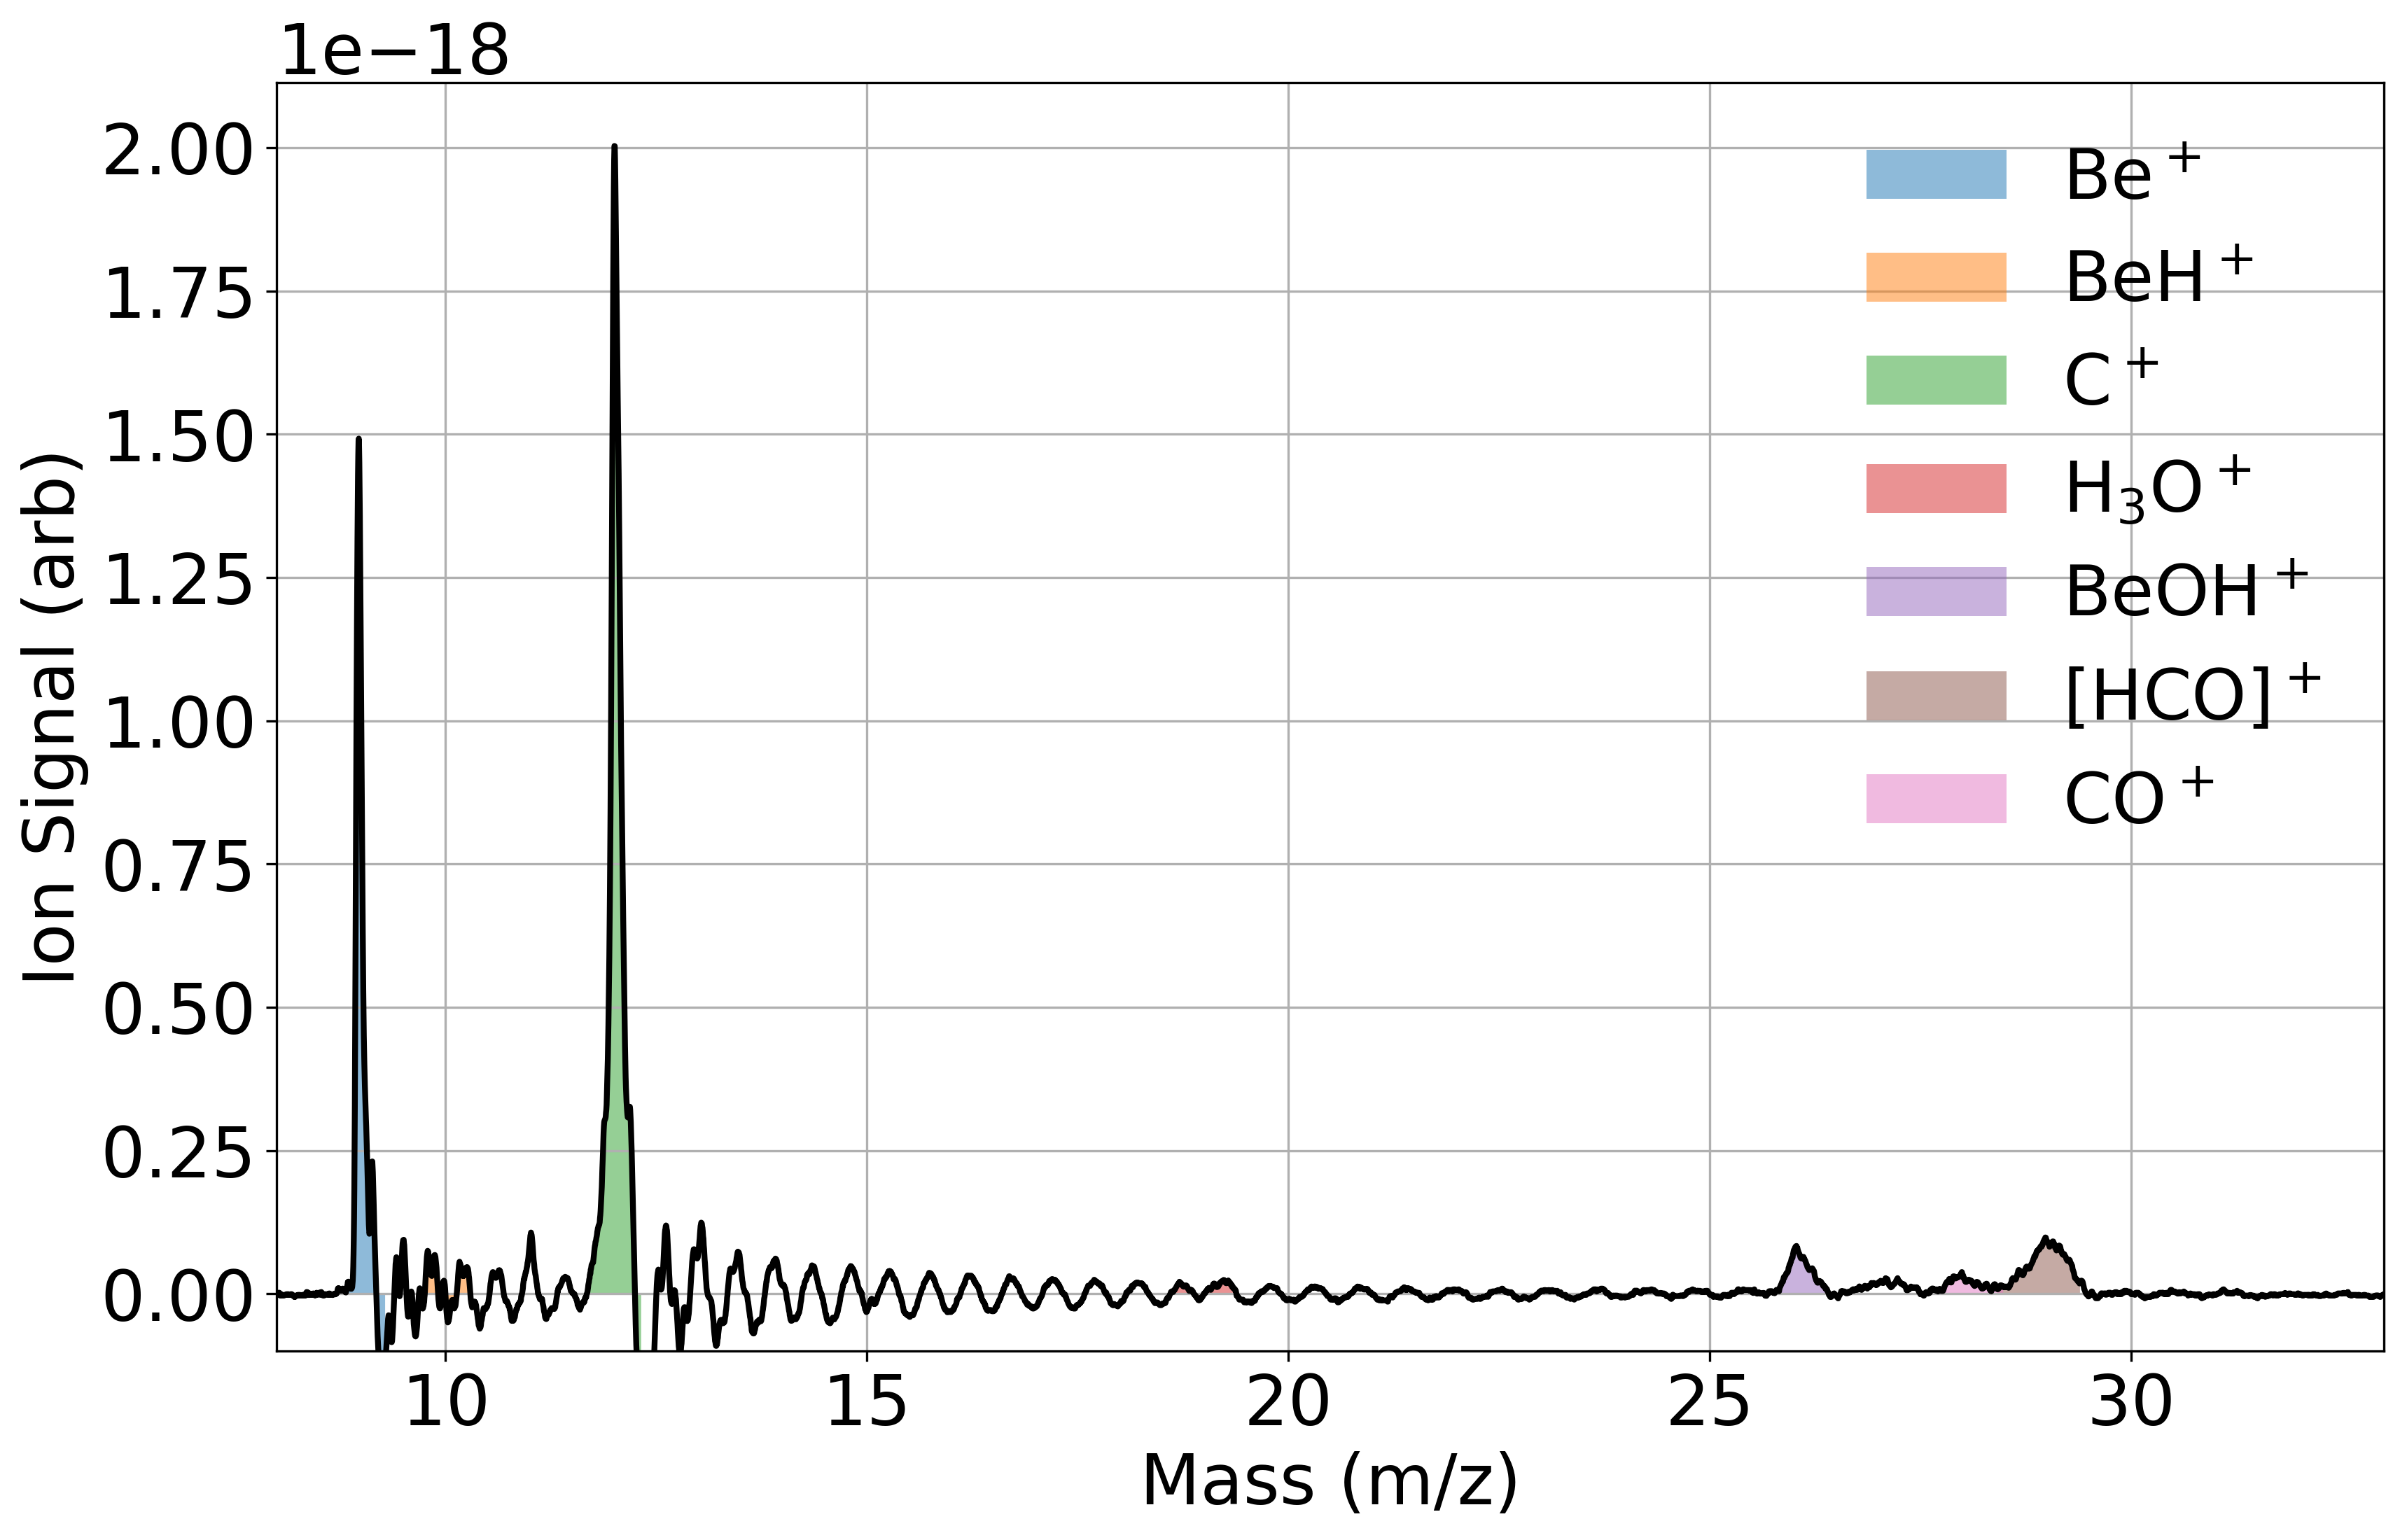 1e−18
2.00
1.75
1.50
1.25
1.00
0.75
0.50
0.25
0.00
Ion Signal (arb)
10 15 20 25 30
Mass (m/z)
Be⁺
BeH⁺
C⁺
H₃O⁺
BeOH⁺
[HCO]⁺
CO⁺